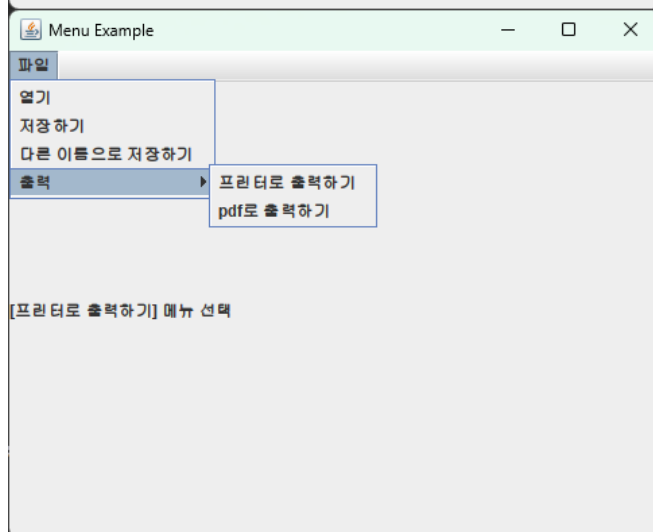 Menu Example
파일
열기
저장하기
다른 이름으로 저장하기
출력
프린터로 출력하기
pdf로 출력하기
[프린터로 출력하기] 메뉴 선택